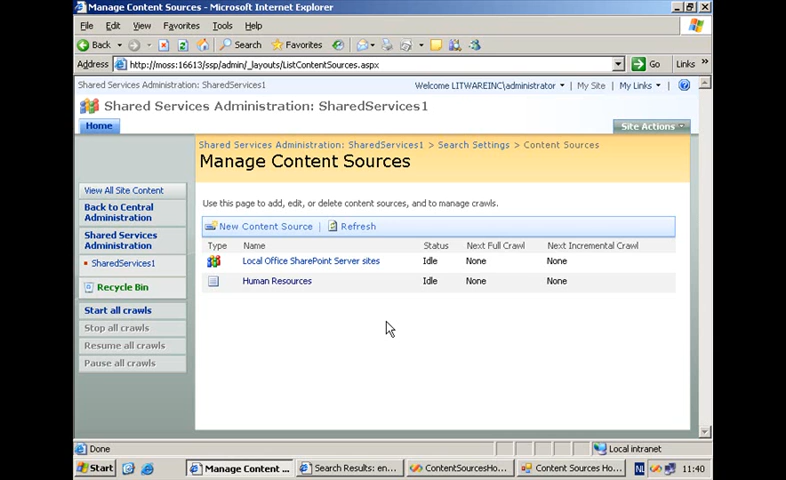 Manage Content Sources - Microsoft Internet Explorer
File Edit View Favorites Tools Help
Back Search Favorites
Address http://moss:16613/ssp/admin/_layouts/ListContentSources.aspx Go Links »
Shared Services Administration: SharedServices1 Welcome LITWAREINC\administrator My Site My Links
Shared Services Administration: SharedServices1
Home Site Actions
Shared Services Administration: SharedServices1 > Search Settings > Content Sources
Manage Content Sources
View All Site Content
Back to Central
Administration
Shared Services
Administration
SharedServices1
Recycle Bin
Start all crawls
Stop all crawls
Resume all crawls
Pause all crawls
Use this page to add, edit, or delete content sources, and to manage crawls.
New Content Source | Refresh
Type Name Status Next Full Crawl Next Incremental Crawl
Local Office SharePoint Server sites Idle None None
Human Resources Idle None None
Done Local intranet
Start Manage Content ... Search Results: en... ContentSourcesHo... Content Sources Ho... NL 11:40